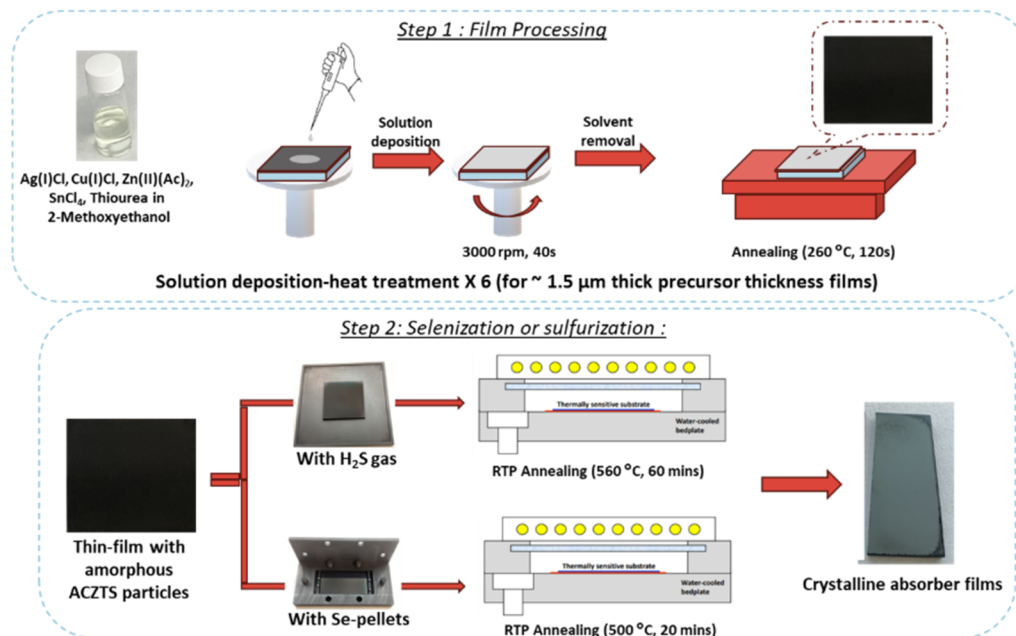 Step 1 : Film Processing
Ag(I)Cl, Cu(I)Cl, Zn(II)(Ac)₂,
SnCl₄, Thiourea in
2-Methoxyethanol
Solution
deposition
3000 rpm, 40s
Solvent
removal
Annealing (260 °C, 120s)
Solution deposition-heat treatment X 6 (for ~ 1.5 µm thick precursor thickness films)
Step 2: Selenization or sulfurization :
Thin-film with
amorphous
ACZTS particles
With H₂S gas
Thermally sensitive substrate
Water-cooled
bedplate
RTP Annealing (560 °C, 60 mins)
With Se-pellets
Thermally sensitive substrate
Water-cooled
bedplate
RTP Annealing (500 °C, 20 mins)
Crystalline absorber films